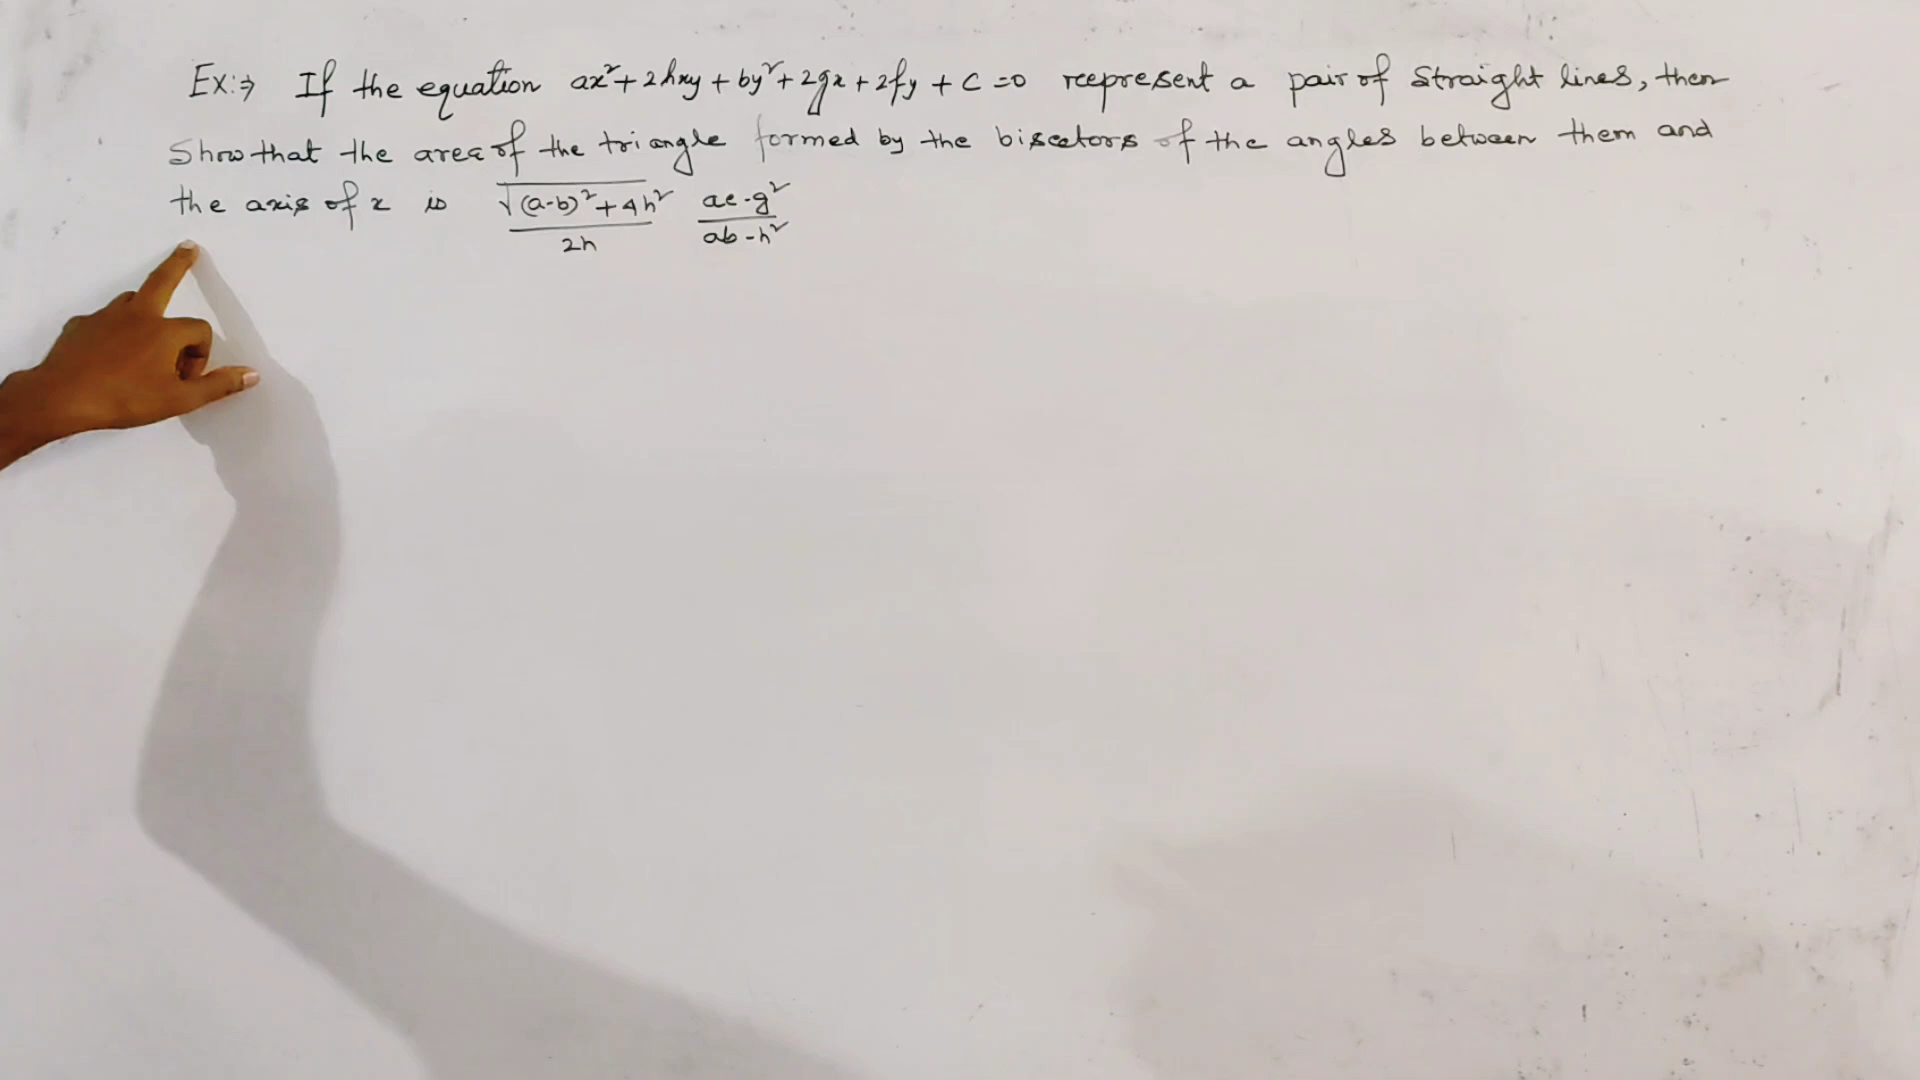 Ex:⇒ If the equation ax²+2hxy+by²+2gx+2fy+c=0 reepresent a pair of straight lines, then
Show that the area of the triangle formed by the bisectors of the angles between them and
the axis of x is √(a-b)²+4h² / 2h ac-g² / ab-h²